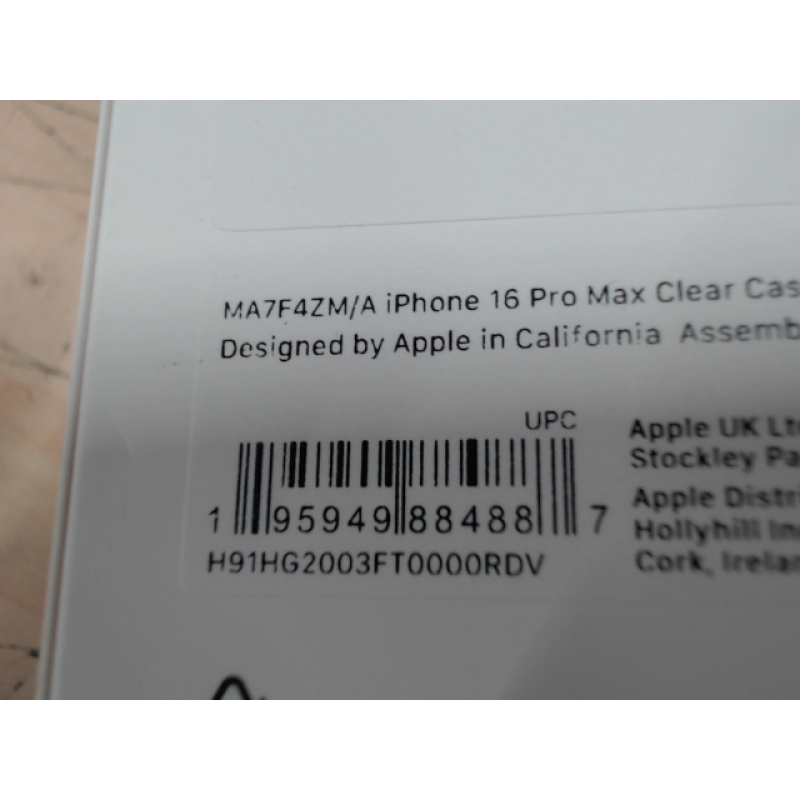 MA7F4ZM/A iPhone 16 Pro Max Clear Cas
Designed by Apple in California Assemb
UPC
1 95949 88488 7
H91HG2003FT0000RDV
Apple UK Lt
Stockley Pa
Apple Distri
Hollyhill In
Cork, Irelan